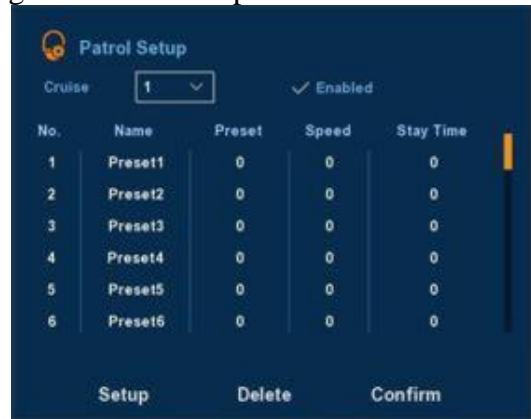 Patrol Setup
Cruise 1 Enabled
No. Name Preset Speed Stay Time
1 Preset1 0 0 0
2 Preset2 0 0 0
3 Preset3 0 0 0
4 Preset4 0 0 0
5 Preset5 0 0 0
6 Preset6 0 0 0
Setup Delete Confirm